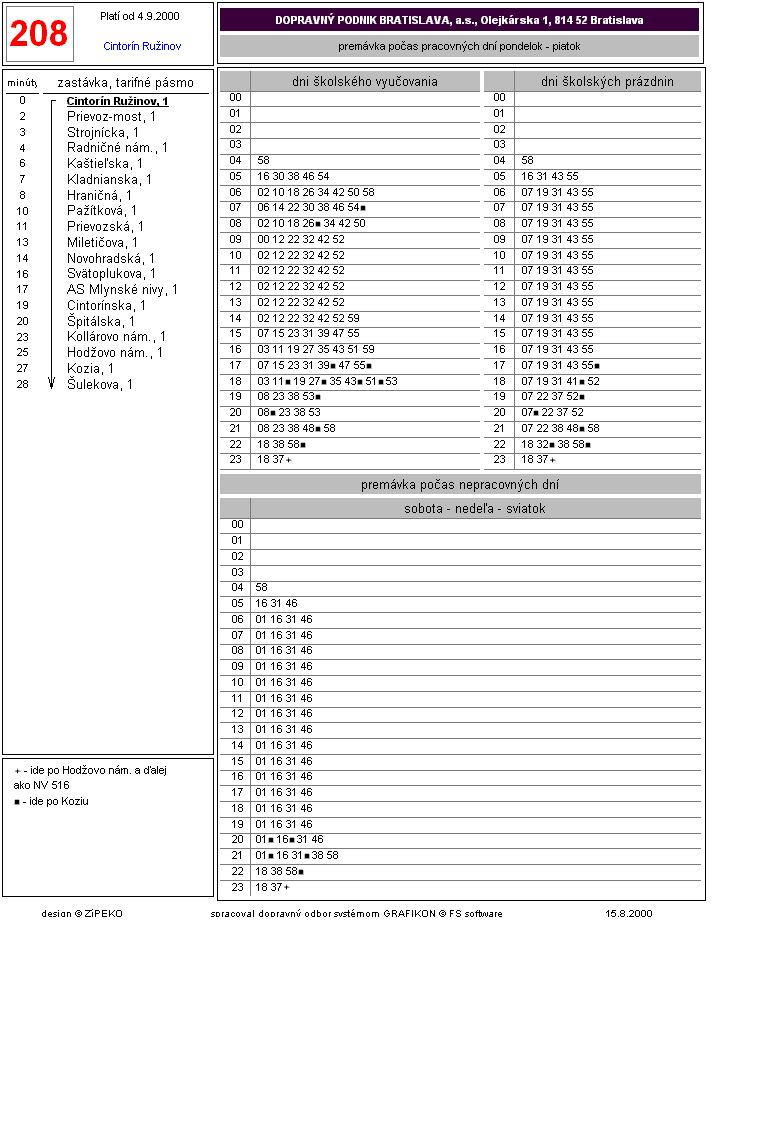 208
Platí od 4.9.2000
Cintorín Ružinov
DOPRAVNÝ PODNIK BRATISLAVA, a.s., Olejkárska 1, 814 52 Bratislava
premávka počas pracovných dní pondelok - piatok
minúty zastávka, tarifné pásmo
0 Cintorín Ružinov, 1
2 Prievoz-most, 1
3 Strojnícka, 1
4 Radničné nám., 1
6 Kaštieľska, 1
7 Kladnianska, 1
8 Hraničná, 1
10 Pažítková, 1
11 Prievozská, 1
13 Miletičova, 1
14 Novohradská, 1
16 Svätoplukova, 1
17 AS Mlynské nivy, 1
19 Cintorínska, 1
20 Špitálska, 1
23 Kollárovo nám., 1
25 Hodžovo nám., 1
27 Kozia, 1
28 Šulekova, 1
+ - ide po Hodžovo nám. a ďalej
ako NV 516
■ - ide po Koziu
dni školského vyučovania
00
01
02
03
04 58
05 16 30 38 46 54
06 02 10 18 26 34 42 50 58
07 06 14 22 30 38 46 54■
08 02 10 18 26■ 34 42 50
09 00 12 22 32 42 52
10 02 12 22 32 42 52
11 02 12 22 32 42 52
12 02 12 22 32 42 52
13 02 12 22 32 42 52
14 02 12 22 32 42 52 59
15 07 15 23 31 39 47 55
16 03 11 19 27 35 43 51 59
17 07 15 23 31 39■ 47 55■
18 03 11■ 19 27■ 35 43■ 51■ 53
19 08 23 38 53■
20 08■ 23 38 53
21 08 23 38 48■ 58
22 18 38 58■
23 18 37+
dni školských prázdnin
00
01
02
03
04 58
05 16 31 43 55
06 07 19 31 43 55
07 07 19 31 43 55
08 07 19 31 43 55
09 07 19 31 43 55
10 07 19 31 43 55
11 07 19 31 43 55
12 07 19 31 43 55
13 07 19 31 43 55
14 07 19 31 43 55
15 07 19 31 43 55
16 07 19 31 43 55
17 07 19 31 43 55■
18 07 19 31 41■ 52
19 07 22 37 52■
20 07■ 22 37 52
21 07 22 38 48■ 58
22 18 32■ 38 58■
23 18 37+
premávka počas nepracovných dní
sobota - nedeľa - sviatok
00
01
02
03
04 58
05 16 31 46
06 01 16 31 46
07 01 16 31 46
08 01 16 31 46
09 01 16 31 46
10 01 16 31 46
11 01 16 31 46
12 01 16 31 46
13 01 16 31 46
14 01 16 31 46
15 01 16 31 46
16 01 16 31 46
17 01 16 31 46
18 01 16 31 46
19 01 16 31 46
20 01■ 16■ 31 46
21 01■ 16 31■ 38 58
22 18 38 58■
23 18 37+
design © ZiPEKO spracoval dopravný odbor systémom GRAFIKON © FS software 15.8.2000